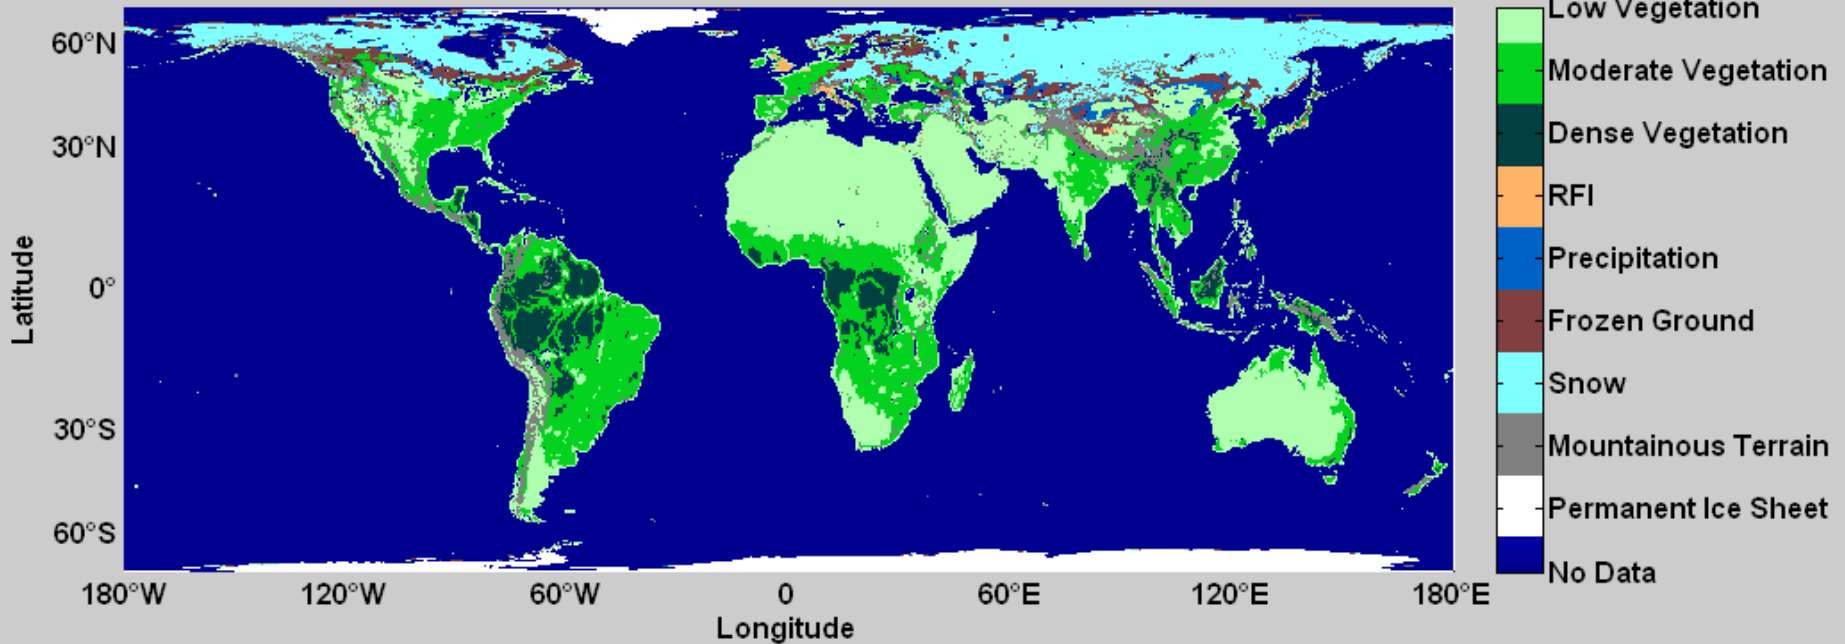 Low Vegetation
60°N
Moderate Vegetation
Dense Vegetation
30°N
RFI
Latitude
Precipitation
0°
Frozen Ground
Snow
30°S
Mountainous Terrain
Permanent Ice Sheet
60°S
No Data
180°W 120°W 60°W 0 60°E 120°E 180°E
Longitude